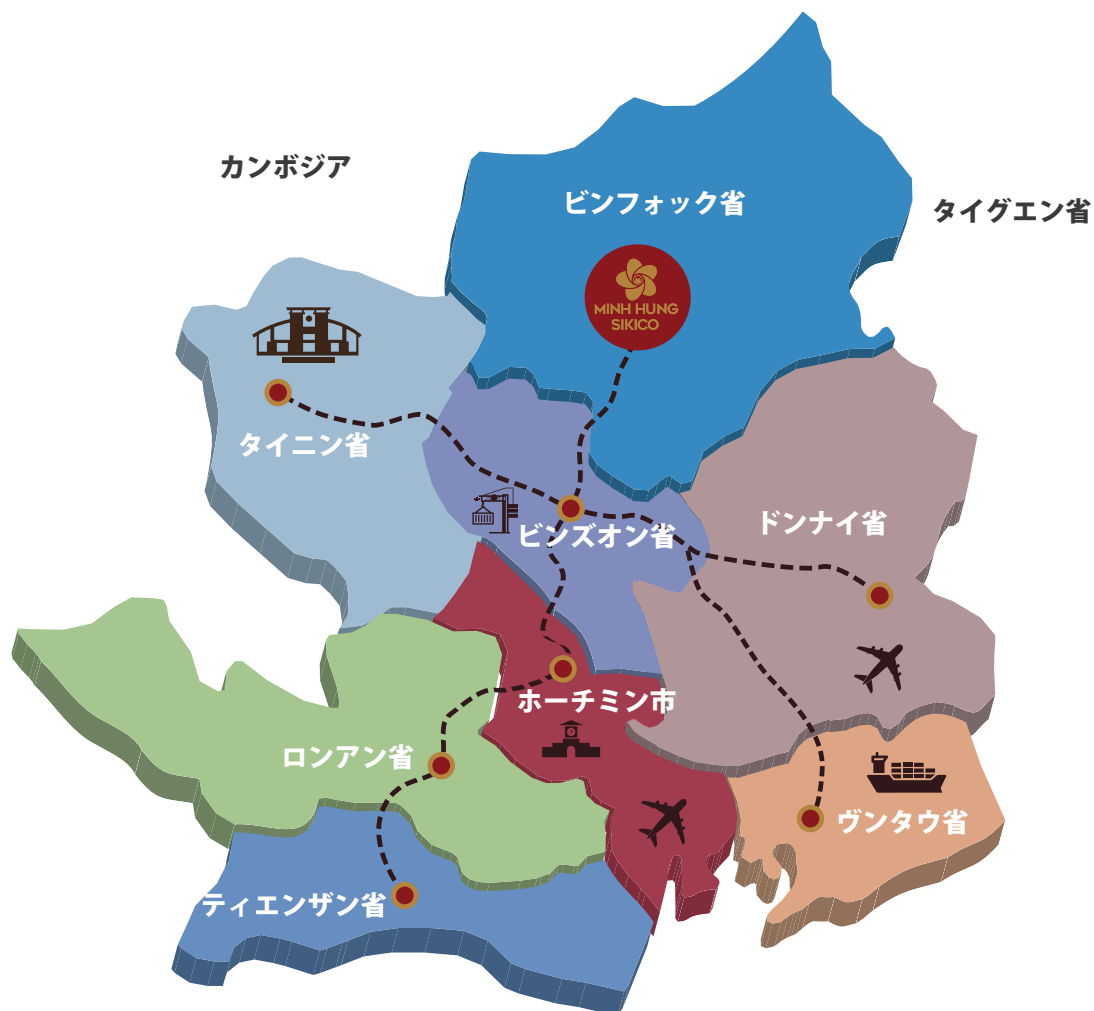 カンボジア
ビンフォック省
タイグエン省
MINH HUNG
SIKICO
タイニン省
ドンナイ省
ビンズオン省
ホーチミン市
ロンアン省
ヴンタウ省
ティエンザン省